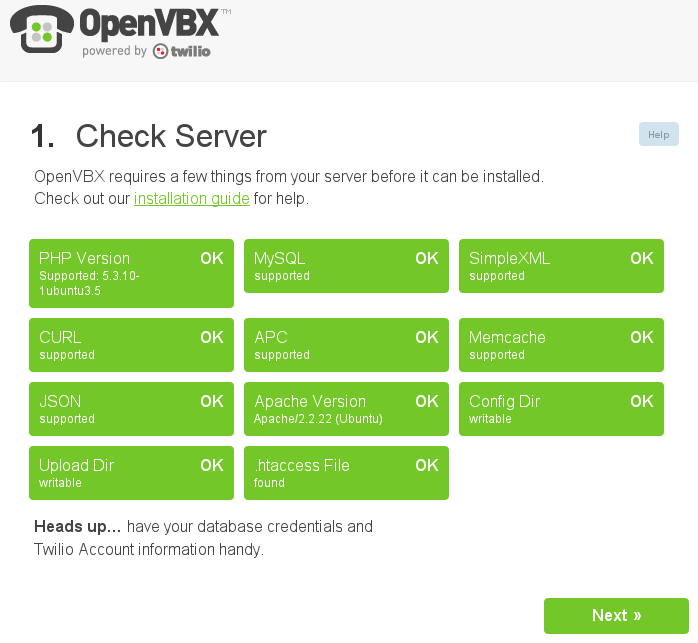 OpenVBX™
powered by twilio
1. Check Server
Help
OpenVBX requires a few things from your server before it can be installed.
Check out our installation guide for help.
PHP Version OK
Supported: 5.3.10-
1ubuntu3.5
MySQL OK
supported
SimpleXML OK
supported
CURL OK
supported
APC OK
supported
Memcache OK
supported
JSON OK
supported
Apache Version OK
Apache/2.2.22 (Ubuntu)
Config Dir OK
writable
Upload Dir OK
writable
.htaccess File OK
found
Heads up... have your database credentials and
Twilio Account information handy.
Next »